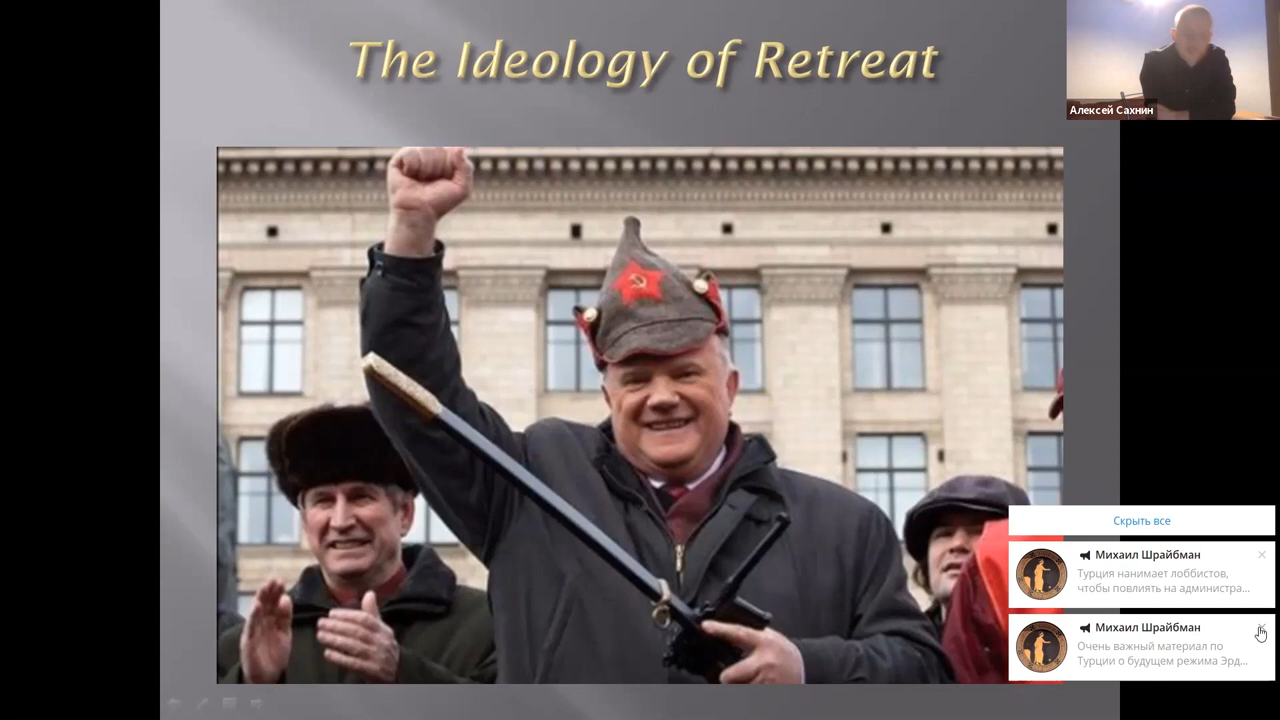 The Ideology of Retreat
Алексей Сахнин
Скрыть все
Михаил Шрайбман
Турция нанимает лоббистов,
чтобы повлиять на администра...
Михаил Шрайбман
Очень важный материал по
Турции о будущем режима Эрд...